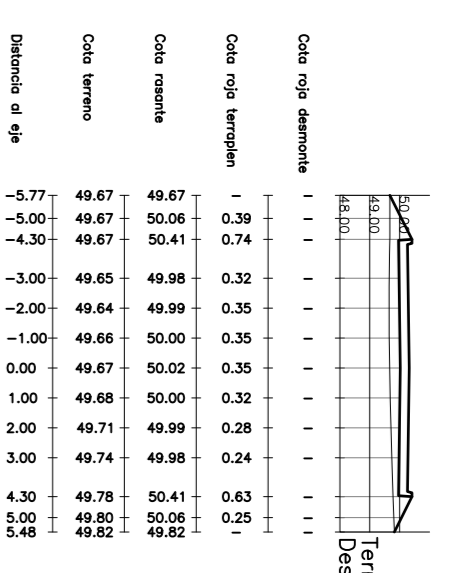 Terr
Des
50.00
49.00
48.00
Cota roja desmonte
– – – – – – – – – – – – –
Cota roja terraplen
– 0.39 0.74 0.32 0.35 0.35 0.35 0.32 0.28 0.24 0.63 0.25 –
Cota rasante
49.67 50.06 50.41 49.98 49.99 50.00 50.02 50.00 49.99 49.98 50.41 50.06 49.82
Cota terreno
49.67 49.67 49.67 49.65 49.64 49.66 49.67 49.68 49.71 49.74 49.78 49.80 49.82
Distancia al eje
-5.77 -5.00 -4.30 -3.00 -2.00 -1.00 0.00 1.00 2.00 3.00 4.30 5.00 5.48